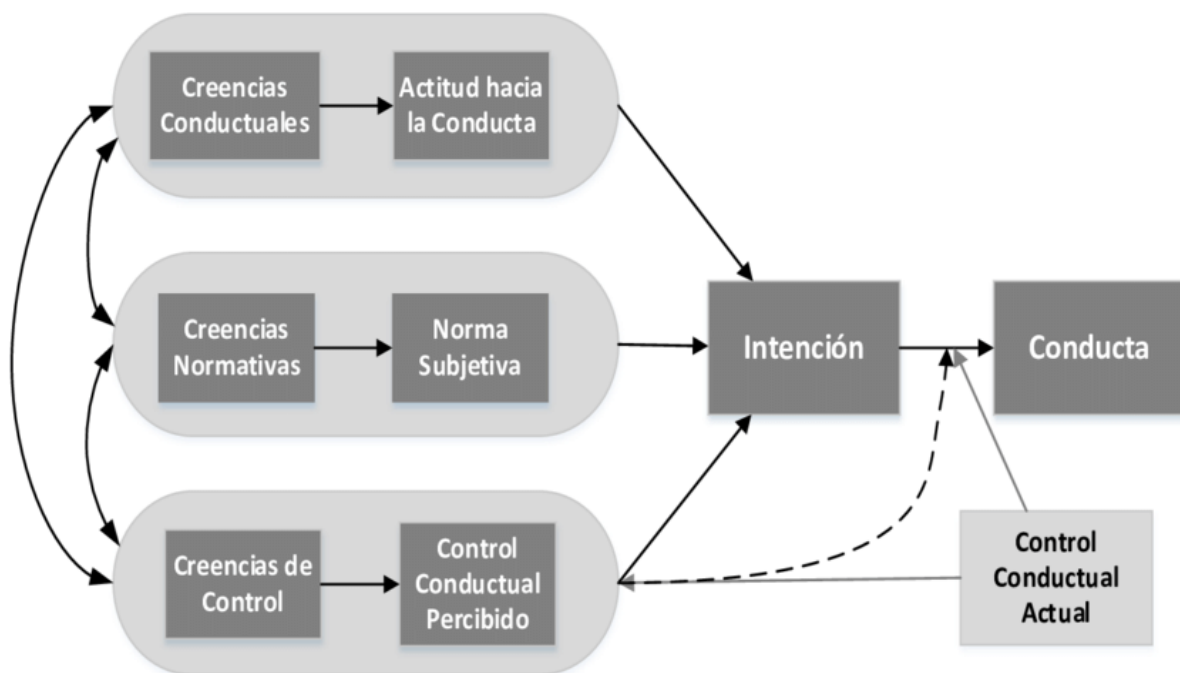 Creencias
Conductuales
Actitud hacia
la Conducta
Creencias
Normativas
Norma
Subjetiva
Intención
Conducta
Creencias de
Control
Control
Conductual
Percibido
Control
Conductual
Actual